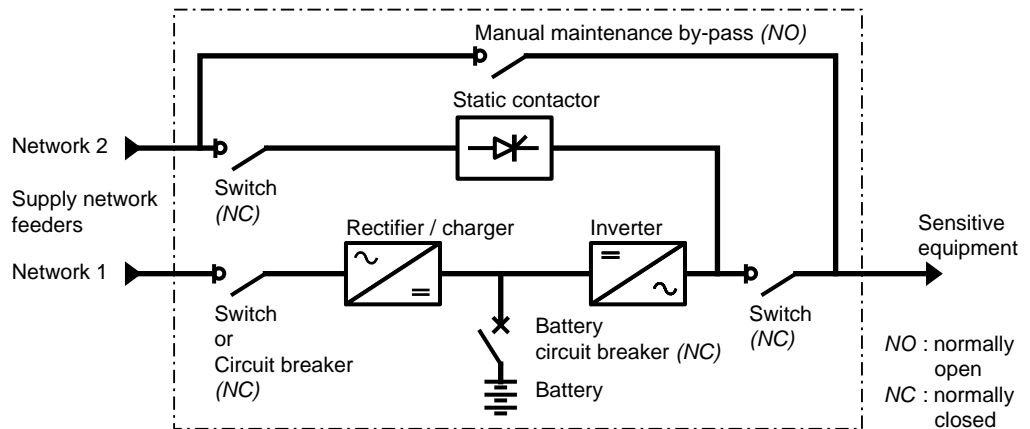 Manual maintenance by-pass (NO)
Static contactor
Network 2
Switch
(NC)
Supply network
feeders
Rectifier / charger
Inverter
Sensitive
equipment
Network 1
Switch
or
Circuit breaker
(NC)
Battery
circuit breaker (NC)
Battery
Switch
(NC)
NO : normally
open
NC : normally
closed